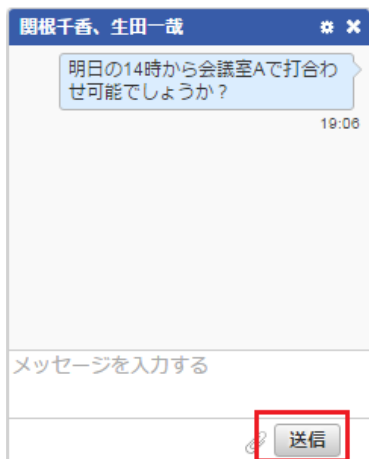 関根千香、生田一哉
明日の14時から会議室Aで打合わ
せ可能でしょうか？
19:06
メッセージを入力する
送信